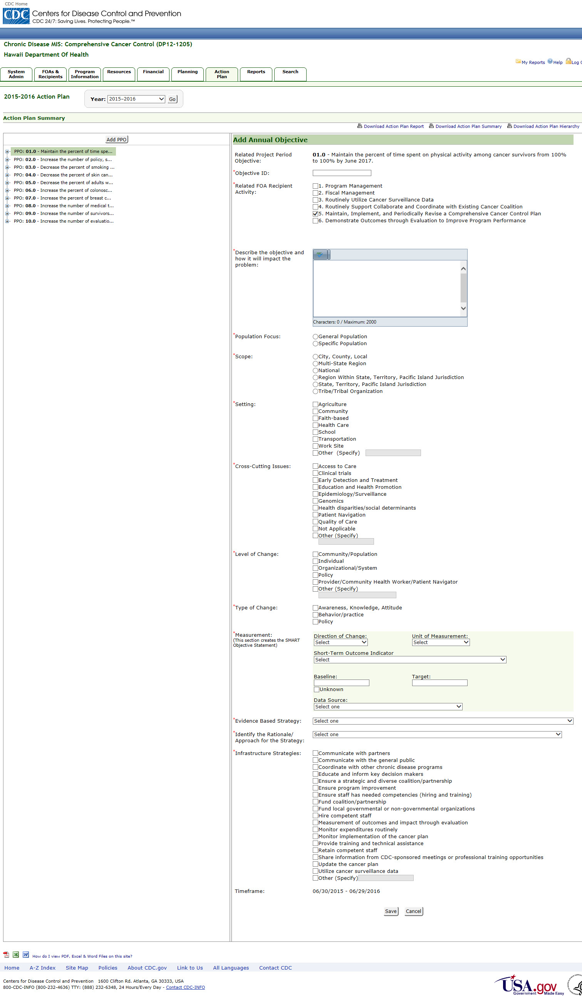 CDC Home
CDC Centers for Disease Control and Prevention
CDC 24/7: Saving Lives. Protecting People.™
Chronic Disease MIS: Comprehensive Cancer Control (DP12-1205)
Hawaii Department Of Health
My Reports Help Log
System Admin
FOAs & Recipients
Program Information
Resources
Financial
Planning
Action Plan
Reports
Search
2015-2016 Action Plan
Year: 2015-2016 Go
Action Plan Summary
Download Action Plan Report Download Action Plan Summary Download Action Plan Hierarchy
Add PPO
PPO: 01.0 - Maintain the percent of time spe...
PPO: 02.0 - Increase the number of policy, s...
PPO: 03.0 - Decrease the percent of smoking ...
PPO: 04.0 - Decrease the percent of skin can...
PPO: 05.0 - Decrease the percent of adults w...
PPO: 06.0 - Increase the percent of colonosc...
PPO: 07.0 - Increase the percent of breast c...
PPO: 08.0 - Increase the number of medical t...
PPO: 09.0 - Increase the number of survivors...
PPO: 10.0 - Increase the number of evaluatio...
Add Annual Objective
Related Project Period Objective:
01.0 - Maintain the percent of time spent on physical activity among cancer survivors from 100%
to 100% by June 2017.
*Objective ID:
*Related FOA Recipient Activity:
1. Program Management
2. Fiscal Management
3. Routinely Utilize Cancer Surveillance Data
4. Routinely Support Collaborate and Coordinate with Existing Cancer Coalition
5. Maintain, Implement, and Periodically Revise a Comprehensive Cancer Control Plan
6. Demonstrate Outcomes through Evaluation to Improve Program Performance
*Describe the objective and
how it will impact the
problem:
ABC
Characters: 0 / Maximum: 2000
*Population Focus:
General Population
Specific Population
*Scope:
City, County, Local
Multi-State Region
National
Region Within State, Territory, Pacific Island Jurisdiction
State, Territory, Pacific Island Jurisdiction
Tribe/Tribal Organization
*Setting:
Agriculture
Community
Faith-based
Health Care
School
Transportation
Work Site
Other (Specify)
*Cross-Cutting Issues:
Access to Care
Clinical trials
Early Detection and Treatment
Education and Health Promotion
Epidemiology/Surveillance
Genomics
Health disparities/social determinants
Patient Navigation
Quality of Care
Not Applicable
Other (Specify)
*Level of Change:
Community/Population
Individual
Organizational/System
Policy
Provider/Community Health Worker/Patient Navigator
Other (Specify)
*Type of Change:
Awareness, Knowledge, Attitude
Behavior/practice
Policy
*Measurement:
(This section creates the SMART
Objective Statement)
Direction of Change: Unit of Measurement:
Select Select
Short-Term Outcome Indicator
Select
Baseline: Target:
Unknown
Data Source:
Select one
*Evidence Based Strategy: Select one
*Identify the Rationale/
Approach for the Strategy:
Select one
*Infrastructure Strategies:
Communicate with partners
Communicate with the general public
Coordinate with other chronic disease programs
Educate and inform key decision makers
Ensure a strategic and diverse coalition/partnership
Ensure program improvement
Ensure staff has needed competencies (hiring and training)
Fund coalition/partnership
Fund local governmental or non-governmental organizations
Hire competent staff
Measurement of outcomes and impact through evaluation
Monitor expenditures routinely
Monitor implementation of the cancer plan
Provide training and technical assistance
Retain competent staff
Share information from CDC-sponsored meetings or professional training opportunities
Update the cancer plan
Utilize cancer surveillance data
Other (Specify)
Timeframe: 06/30/2015 - 06/29/2016
Save Cancel
How do I view PDF, Excel & Word Files on this site?
Home A-Z Index Site Map Policies About CDC.gov Link to Us All Languages Contact CDC
Centers for Disease Control and Prevention 1600 Clifton Rd. Atlanta, GA 30333, USA
800-CDC-INFO (800-232-4636) TTY: (888) 232-6348, 24 Hours/Every Day - Contact CDC-INFO
USA.gov
Government Made Easy